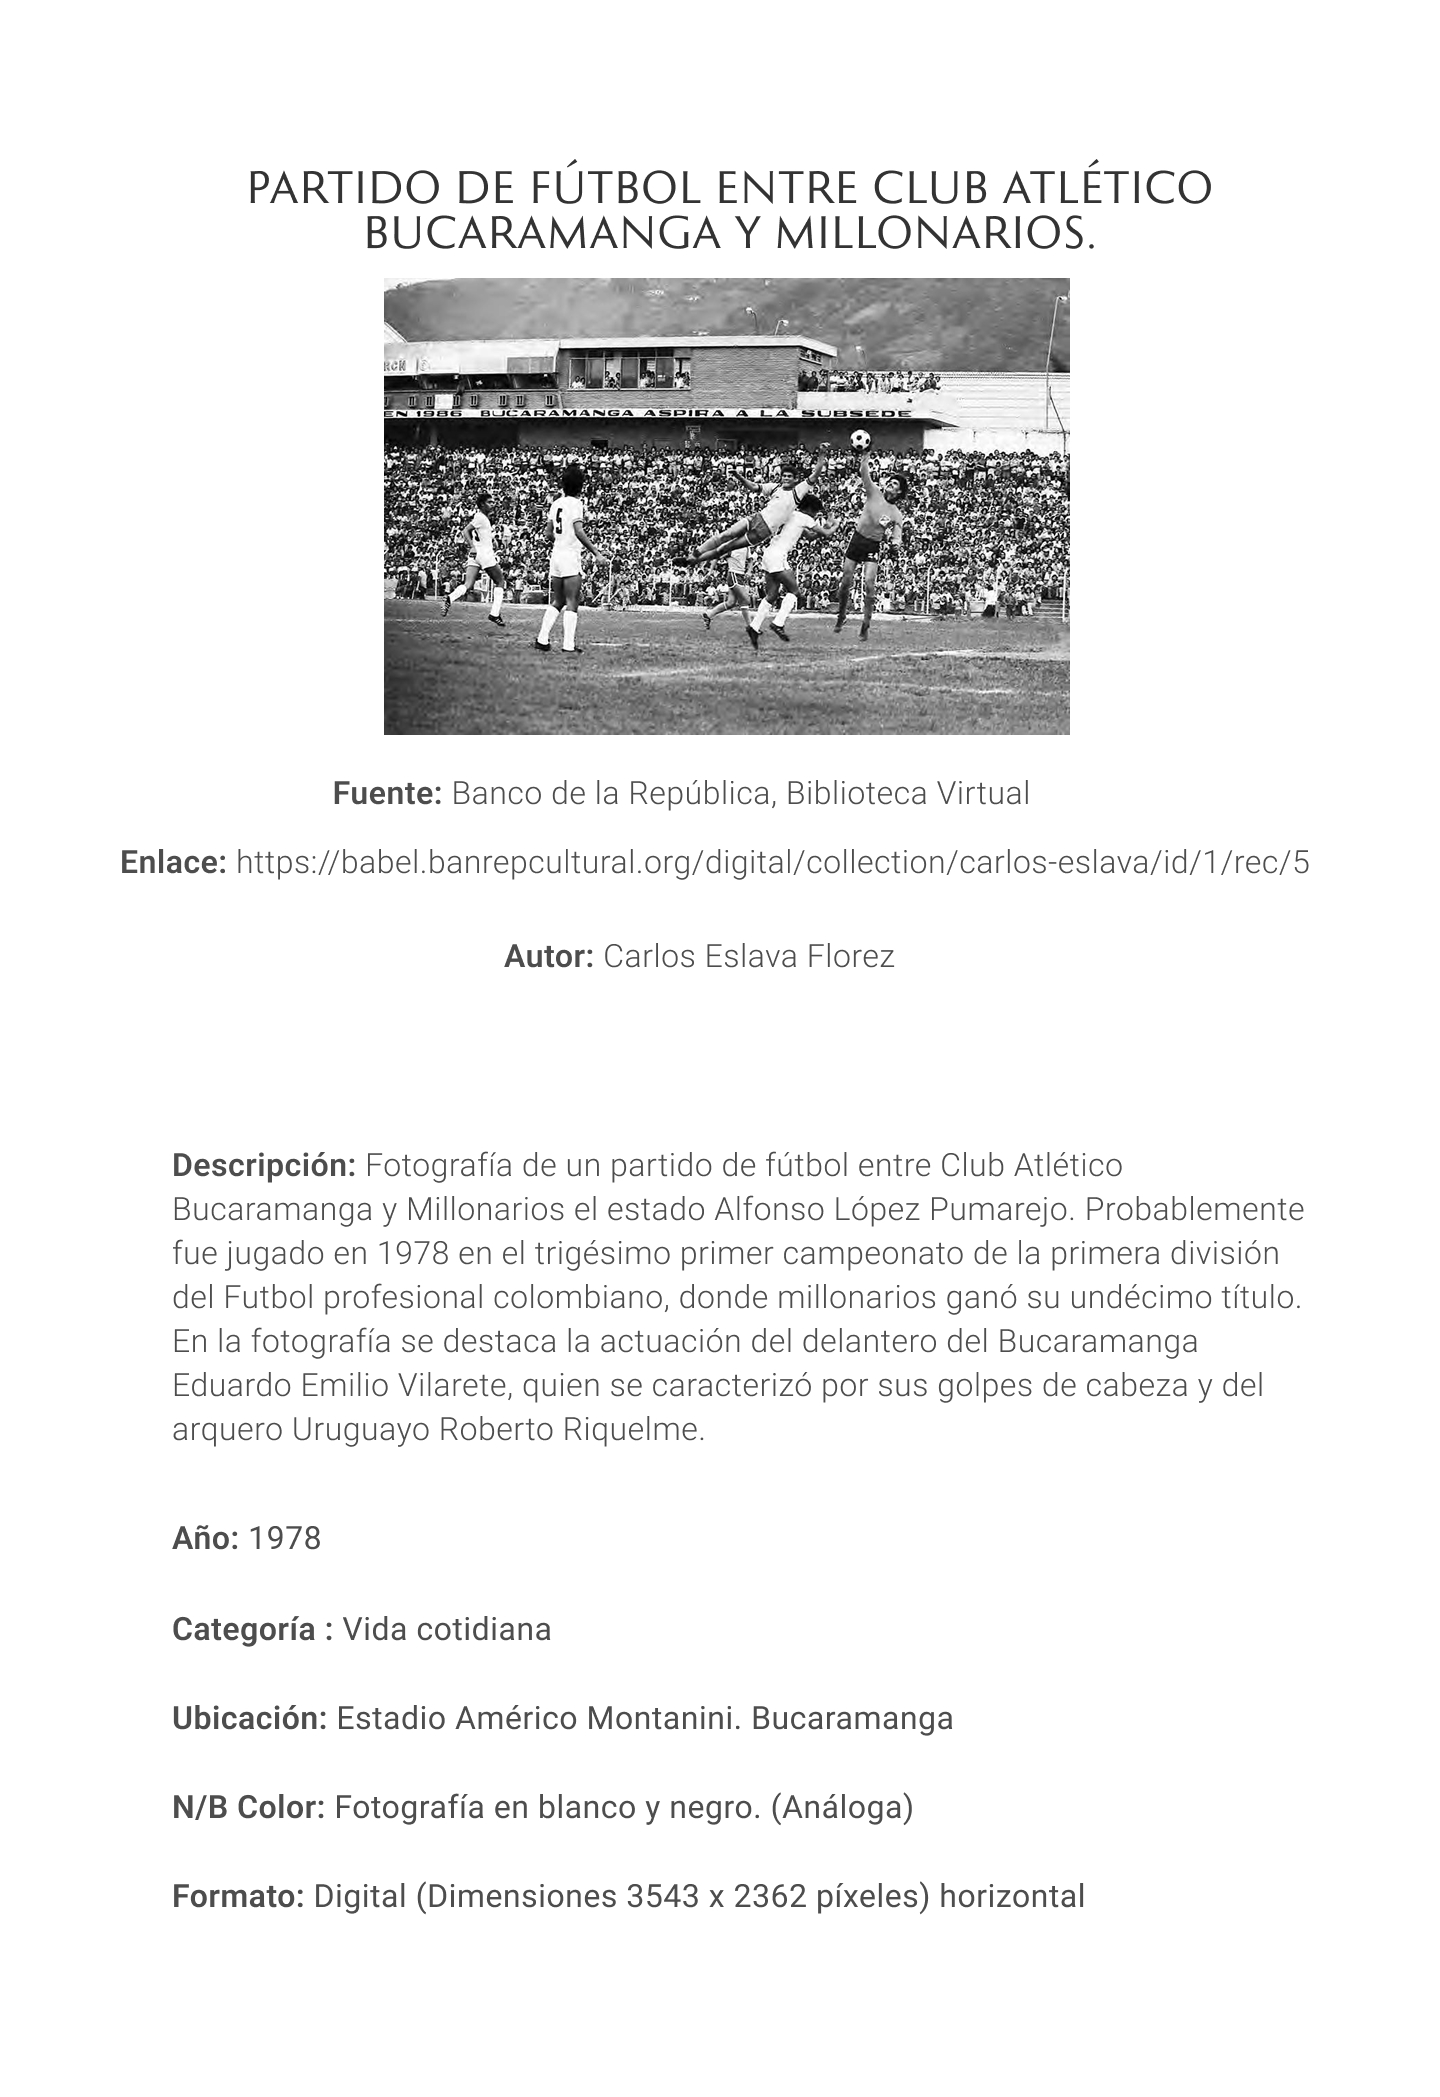 PARTIDO DE FÚTBOL ENTRE CLUB ATLÉTICO
BUCARAMANGA Y MILLONARIOS.
RCN
EN 1986 BUCARAMANGA ASPIRA A LA SUBSEDE
5
Fuente: Banco de la República, Biblioteca Virtual
Enlace: https://babel.banrepcultural.org/digital/collection/carlos-eslava/id/1/rec/5
Autor: Carlos Eslava Florez
Descripción: Fotografía de un partido de fútbol entre Club Atlético
Bucaramanga y Millonarios el estado Alfonso López Pumarejo. Probablemente
fue jugado en 1978 en el trigésimo primer campeonato de la primera división
del Futbol profesional colombiano, donde millonarios ganó su undécimo título.
En la fotografía se destaca la actuación del delantero del Bucaramanga
Eduardo Emilio Vilarete, quien se caracterizó por sus golpes de cabeza y del
arquero Uruguayo Roberto Riquelme.
Año: 1978
Categoría : Vida cotidiana
Ubicación: Estadio Américo Montanini. Bucaramanga
N/B Color: Fotografía en blanco y negro. (Análoga)
Formato: Digital (Dimensiones 3543 x 2362 píxeles) horizontal